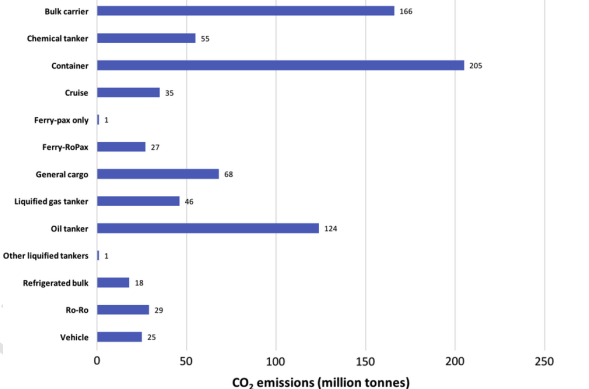 Bulk carrier 166
Chemical tanker 55
Container 205
Cruise 35
Ferry-pax only 1
Ferry-RoPax 27
General cargo 68
Liquified gas tanker 46
Oil tanker 124
Other liquified tankers 1
Refrigerated bulk 18
Ro-Ro 29
Vehicle 25
0 50 100 150 200 250
CO₂ emissions (million tonnes)